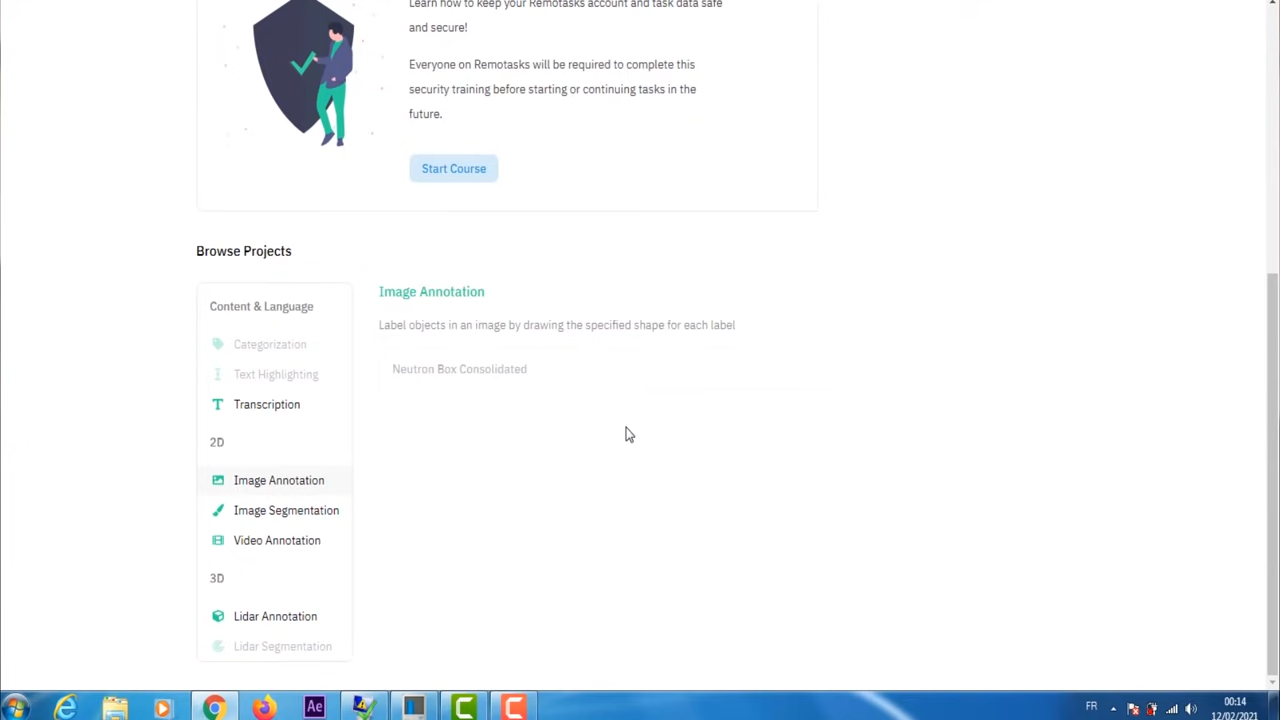 Learn how to keep your Remotasks account and task data safe
and secure!
Everyone on Remotasks will be required to complete this
security training before starting or continuing tasks in the
future.
Start Course
Browse Projects
Content & Language
Categorization
Text Highlighting
Transcription
2D
Image Annotation
Image Segmentation
Video Annotation
3D
Lidar Annotation
Lidar Segmentation
Image Annotation
Label objects in an image by drawing the specified shape for each label
Neutron Box Consolidated
Ae
FR
00:14
12/02/2021